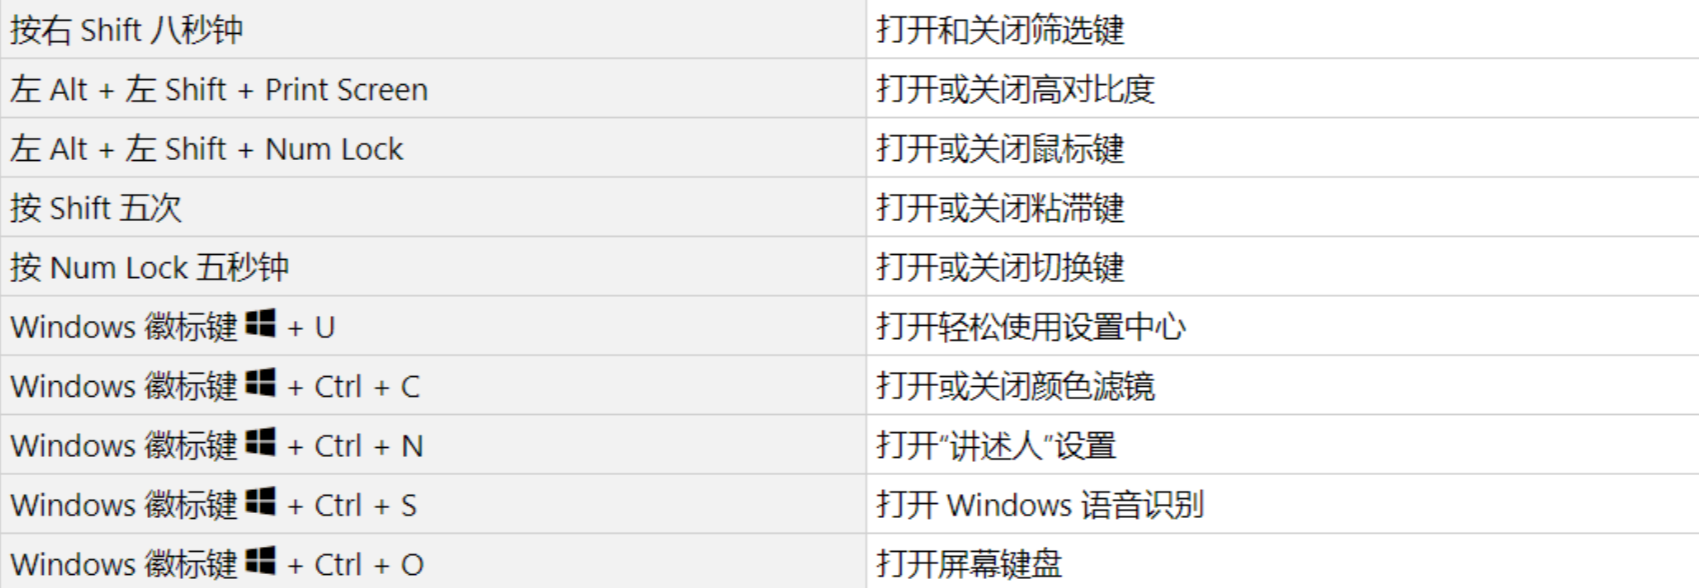 按右 Shift 八秒钟 打开和关闭筛选键
左 Alt + 左 Shift + Print Screen 打开或关闭高对比度
左 Alt + 左 Shift + Num Lock 打开或关闭鼠标键
按 Shift 五次 打开或关闭粘滞键
按 Num Lock 五秒钟 打开或关闭切换键
Windows 徽标键 + U 打开轻松使用设置中心
Windows 徽标键 + Ctrl + C 打开或关闭颜色滤镜
Windows 徽标键 + Ctrl + N 打开“讲述人”设置
Windows 徽标键 + Ctrl + S 打开 Windows 语音识别
Windows 徽标键 + Ctrl + O 打开屏幕键盘